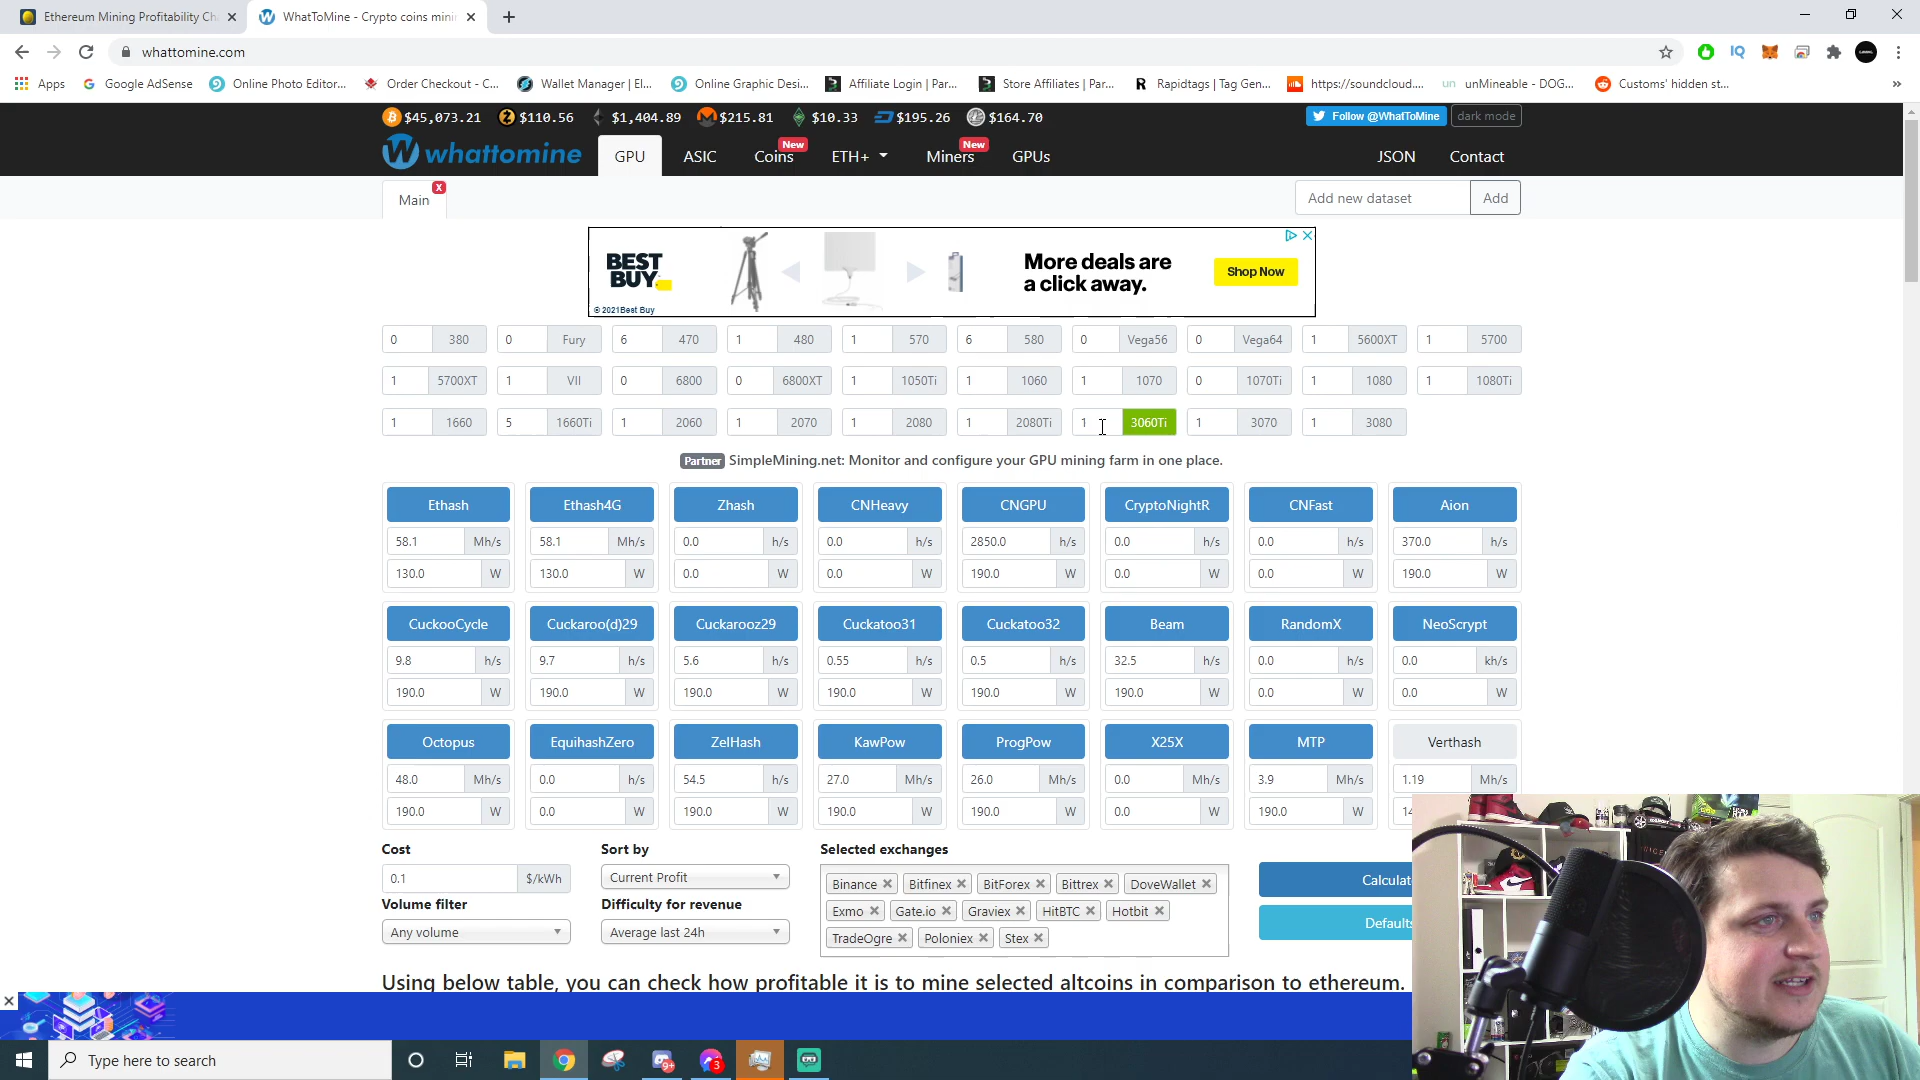 Ethereum Mining Profitability Ch
WhatToMine - Crypto coins mini
whattomine.com
Apps
Google AdSense
Online Photo Editor...
Order Checkout - C...
Wallet Manager | El...
Online Graphic Desi...
Affiliate Login | Par...
Store Affiliates | Par...
Rapidtags | Tag Gen...
https://soundcloud....
unMineable - DOG...
Customs' hidden st...
$45,073.21 $110.56 $1,404.89 $215.81 $10.33 $195.26 $164.70
Follow @WhatToMine
dark mode
whattomine
GPU ASIC Coins New ETH+ Miners New GPUs JSON Contact
Main x
Add new dataset Add
BEST BUY
© 2021Best Buy
More deals are
a click away.
Shop Now
0 380 0 Fury 6 470 1 480 1 570 6 580 0 Vega56 0 Vega64 1 5600XT 1 5700
1 5700XT 1 VII 0 6800 0 6800XT 1 1050Ti 1 1060 1 1070 0 1070Ti 1 1080 1 1080Ti
1 1660 5 1660Ti 1 2060 1 2070 1 2080 1 2080Ti 1 3060Ti 1 3070 1 3080
Partner SimpleMining.net: Monitor and configure your GPU mining farm in one place.
Ethash Ethash4G Zhash CNHeavy CNGPU CryptoNightR CNFast Aion
58.1 Mh/s 58.1 Mh/s 0.0 h/s 0.0 h/s 2850.0 h/s 0.0 h/s 0.0 h/s 370.0 h/s
130.0 W 130.0 W 0.0 W 0.0 W 190.0 W 0.0 W 0.0 W 190.0 W
CuckooCycle Cuckaroo(d)29 Cuckarooz29 Cuckatoo31 Cuckatoo32 Beam RandomX NeoScrypt
9.8 h/s 9.7 h/s 5.6 h/s 0.55 h/s 0.5 h/s 32.5 h/s 0.0 h/s 0.0 kh/s
190.0 W 190.0 W 190.0 W 190.0 W 190.0 W 190.0 W 0.0 W 0.0 W
Octopus EquihashZero ZelHash KawPow ProgPow X25X MTP Verthash
48.0 Mh/s 0.0 h/s 54.5 h/s 27.0 Mh/s 26.0 Mh/s 0.0 Mh/s 3.9 Mh/s 1.19 Mh/s
190.0 W 0.0 W 190.0 W 190.0 W 190.0 W 0.0 W 190.0 W 14
Cost Sort by Selected exchanges
0.1 $/kWh Current Profit
Binance Bitfinex BitForex Bittrex DoveWallet
Calculat
Volume filter Difficulty for revenue
Exmo Gate.io Graviex HitBTC Hotbit
Defaults
Any volume Average last 24h
TradeOgre Poloniex Stex
Using below table, you can check how profitable it is to mine selected altcoins in comparison to ethereum.
Type here to search
9+ 3